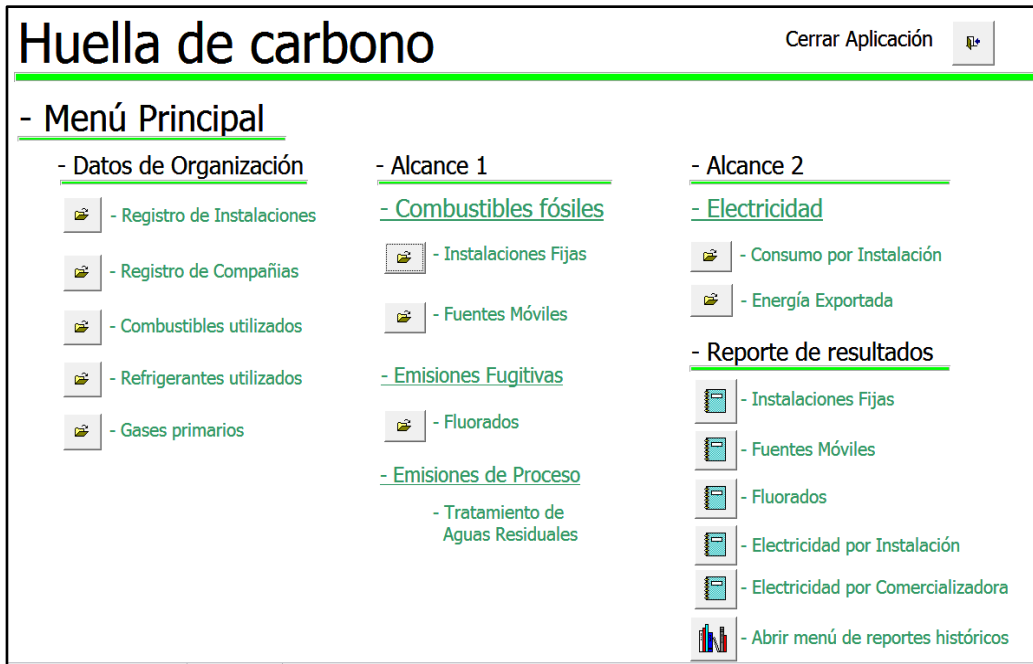 Huella de carbono
Cerrar Aplicación
- Menú Principal
- Datos de Organización
- Registro de Instalaciones
- Registro de Compañias
- Combustibles utilizados
- Refrigerantes utilizados
- Gases primarios
- Alcance 1
- Combustibles fósiles
- Instalaciones Fijas
- Fuentes Móviles
- Emisiones Fugitivas
- Fluorados
- Emisiones de Proceso
- Tratamiento de
Aguas Residuales
- Alcance 2
- Electricidad
- Consumo por Instalación
- Energía Exportada
- Reporte de resultados
- Instalaciones Fijas
- Fuentes Móviles
- Fluorados
- Electricidad por Instalación
- Electricidad por Comercializadora
- Abrir menú de reportes históricos